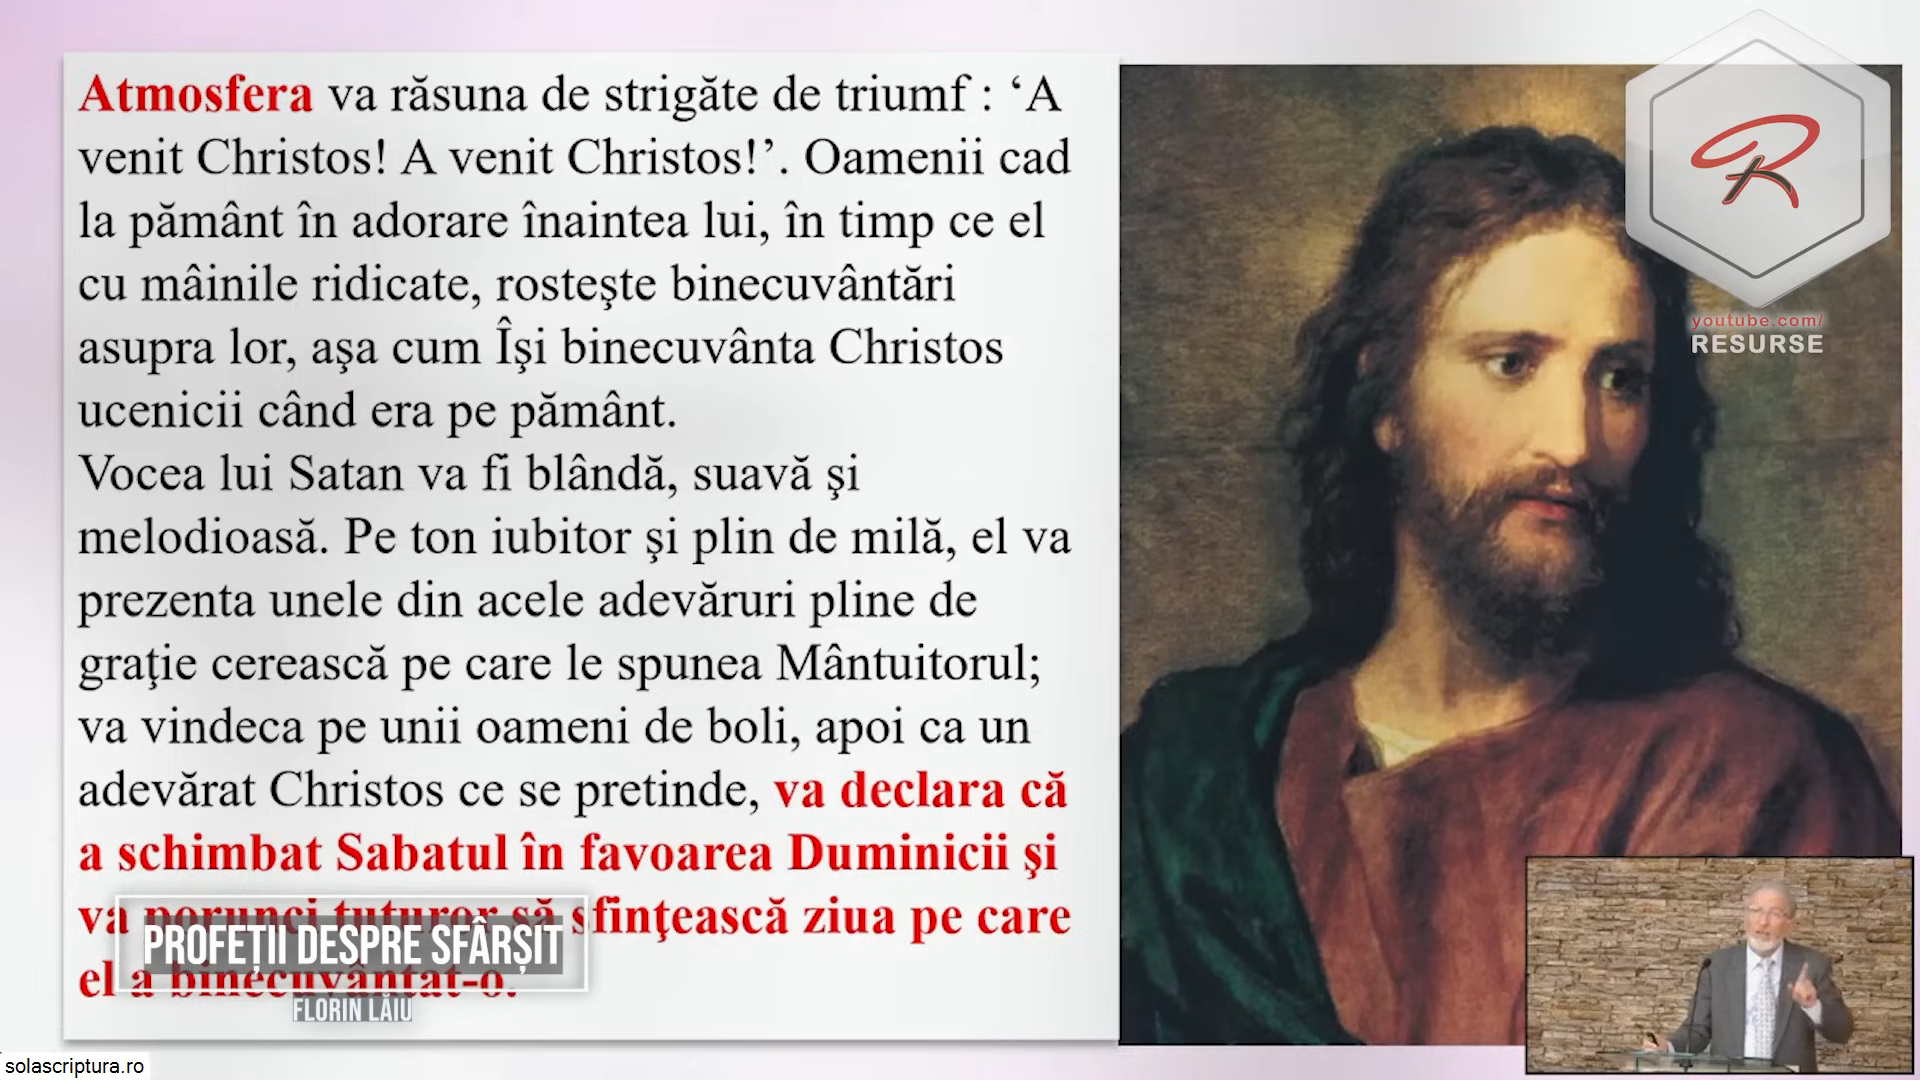 Atmosfera va răsuna de strigăte de triumf : ‘A
venit Christos! A venit Christos!’. Oamenii cad
la pământ în adorare înaintea lui, în timp ce el
cu mâinile ridicate, rosteşte binecuvântări
asupra lor, aşa cum Îşi binecuvânta Christos
ucenicii când era pe pământ.
Vocea lui Satan va fi blândă, suavă şi
melodioasă. Pe ton iubitor şi plin de milă, el va
prezenta unele din acele adevăruri pline de
graţie cerească pe care le spunea Mântuitorul;
va vindeca pe unii oameni de boli, apoi ca un
adevărat Christos ce se pretinde, va declara că
a schimbat Sabatul în favoarea Duminicii şi
va porunci tuturor să sfinţească ziua pe care
el a binecuvântat-o.
PROFEȚII DESPRE SFÂRȘIT
FLORIN LĂIU
R
youtube.com/
RESURSE
solascriptura.ro